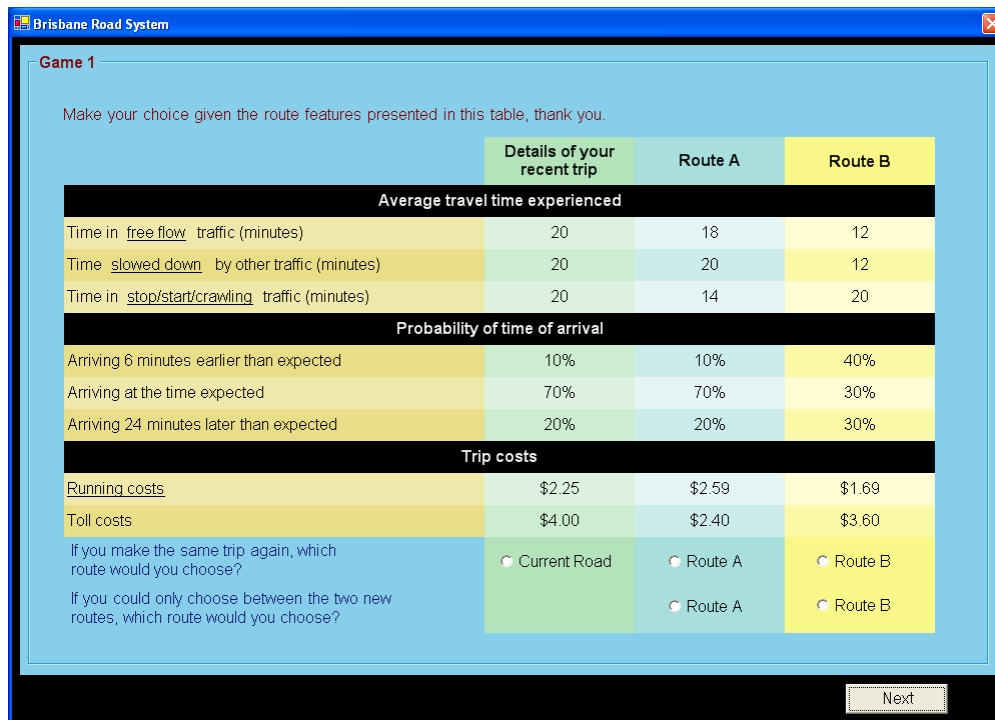 Brisbane Road System
Game 1
Make your choice given the route features presented in this table, thank you.
Details of your
recent trip
Route A
Route B
Average travel time experienced
Time in free flow traffic (minutes) 20 18 12
Time slowed down by other traffic (minutes) 20 20 12
Time in stop/start/crawling traffic (minutes) 20 14 20
Probability of time of arrival
Arriving 6 minutes earlier than expected 10% 10% 40%
Arriving at the time expected 70% 70% 30%
Arriving 24 minutes later than expected 20% 20% 30%
Trip costs
Running costs $2.25 $2.59 $1.69
Toll costs $4.00 $2.40 $3.60
If you make the same trip again, which
route would you choose?
Current Road Route A Route B
If you could only choose between the two new
routes, which route would you choose?
Route A Route B
Next